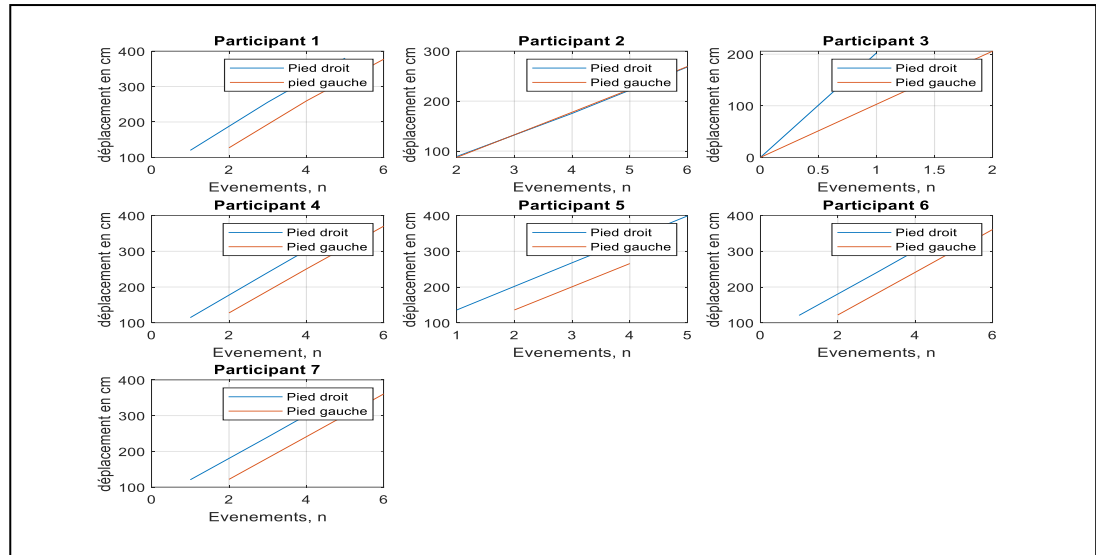 Participant 1
400
300
200
100
0
2
4
6
déplacement en cm
Evenements, n
Pied droit
pied gauche
Participant 2
300
200
100
2
3
4
5
6
déplacement en cm
Evenements, n
Pied droit
Pied gauche
Participant 3
200
100
0
0
0.5
1
1.5
2
déplacement en cm
Evenements, n
Pied droit
Pied gauche
Participant 4
400
300
200
100
0
2
4
6
déplacement en cm
Evenement, n
Pied droit
Pied gauche
Participant 5
400
300
200
100
1
2
3
4
5
déplacement en cm
Evenements, n
Pied droit
Pied gauche
Participant 6
400
300
200
100
0
2
4
6
déplacement en cm
Evenements, n
Pied droit
Pied gauche
Participant 7
400
300
200
100
0
2
4
6
déplacement en cm
Evenements, n
Pied droit
Pied gauche